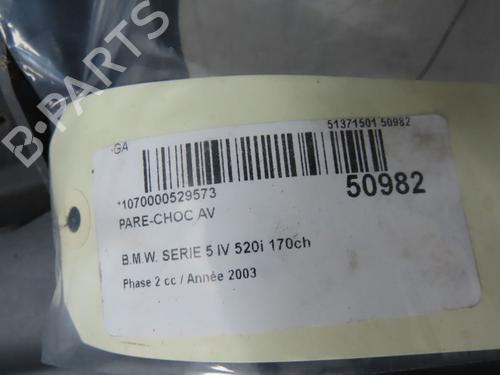 B-PARTS
-GA
51371501 50982
*1070000529573
50982
PARE-CHOC AV
B.M.W. SERIE 5 IV 520i 170ch
Phase 2 cc / Année 2003